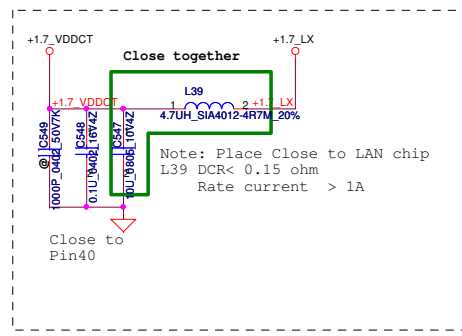 +1.7_VDDCT
+1.7_LX
Close together
+1.7_VDDCT
L39
1
2
+1.7_LX
4.7UH_SIA4012-4R7M_20%
@
C549
1000P_0402_50V7K
C548
0.1U_0402_16V4Z
C547
10U_0805_10V4Z
Note: Place Close to LAN chip
L39 DCR< 0.15 ohm
Rate current > 1A
Close to
Pin40